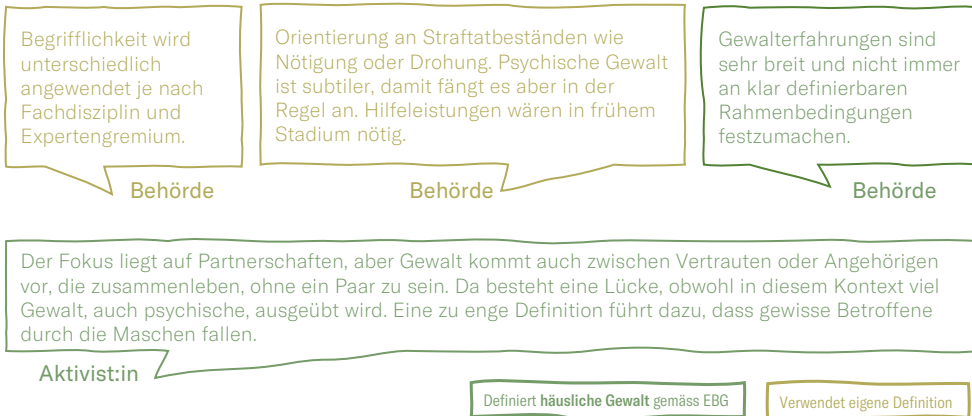 Begrifflichkeit wird
unterschiedlich
angewendet je nach
Fachdisziplin und
Expertengremium.
Behörde
Orientierung an Straftatbeständen wie
Nötigung oder Drohung. Psychische Gewalt
ist subtiler, damit fängt es aber in der
Regel an. Hilfeleistungen wären in frühem
Stadium nötig.
Behörde
Gewalterfahrungen sind
sehr breit und nicht immer
an klar definierbaren
Rahmenbedingungen
festzumachen.
Behörde
Der Fokus liegt auf Partnerschaften, aber Gewalt kommt auch zwischen Vertrauten oder Angehörigen
vor, die zusammenleben, ohne ein Paar zu sein. Da besteht eine Lücke, obwohl in diesem Kontext viel
Gewalt, auch psychische, ausgeübt wird. Eine zu enge Definition führt dazu, dass gewisse Betroffene
durch die Maschen fallen.
Aktivist:in
Definiert häusliche Gewalt gemäss EBG
Verwendet eigene Definition